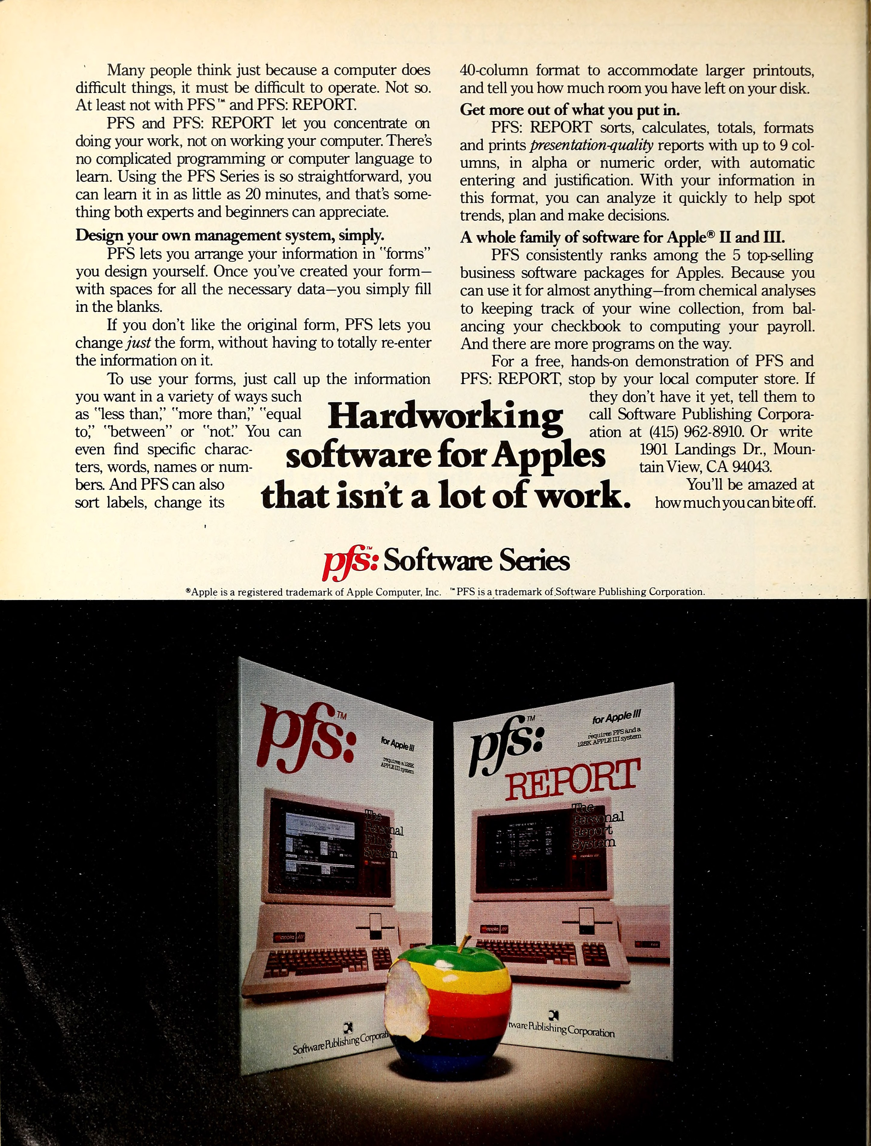 Many people think just because a computer does
difficult things, it must be difficult to operate. Not so.
At least not with PFS™ and PFS: REPORT.
PFS and PFS: REPORT let you concentrate on
doing your work, not on working your computer. There's
no complicated programming or computer language to
learn. Using the PFS Series is so straightforward, you
can learn it in as little as 20 minutes, and that's some-
thing both experts and beginners can appreciate.
Design your own management system, simply.
PFS lets you arrange your information in "forms"
you design yourself. Once you've created your form—
with spaces for all the necessary data—you simply fill
in the blanks.
If you don't like the original form, PFS lets you
change just the form, without having to totally re-enter
the information on it.
To use your forms, just call up the information
you want in a variety of ways such
as "less than," "more than," "equal
to," "between" or "not." You can
even find specific charac-
ters, words, names or num-
bers. And PFS can also
sort labels, change its
40-column format to accommodate larger printouts,
and tell you how much room you have left on your disk.
Get more out of what you put in.
PFS: REPORT sorts, calculates, totals, formats
and prints presentation-quality reports with up to 9 col-
umns, in alpha or numeric order, with automatic
entering and justification. With your information in
this format, you can analyze it quickly to help spot
trends, plan and make decisions.
A whole family of software for Apple® II and III.
PFS consistently ranks among the 5 top-selling
business software packages for Apples. Because you
can use it for almost anything—from chemical analyses
to keeping track of your wine collection, from bal-
ancing your checkbook to computing your payroll.
And there are more programs on the way.
For a free, hands-on demonstration of PFS and
PFS: REPORT, stop by your local computer store. If
they don't have it yet, tell them to
call Software Publishing Corpora-
ation at (415) 962-8910. Or write
1901 Landings Dr., Moun-
tain View, CA 94043.
You'll be amazed at
how much you can bite off.
Hardworking
software for Apples
that isn't a lot of work.
pfs:™ Software Series
®Apple is a registered trademark of Apple Computer, Inc. ™PFS is a trademark of Software Publishing Corporation.
pfs:™
for Apple III
requires a 128K
APPLE III system
The
Personal
Filing
System
Software Publishing Corporat
pfs:™
for Apple III
requires PFS and a
128K APPLE III system
REPORT
The
Personal
Report
System
tware Publishing Corporation